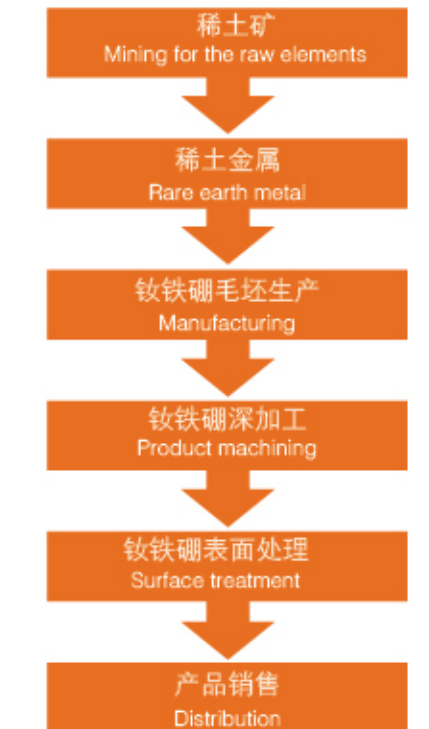 稀土矿
Mining for the raw elements
稀土金属
Rare earth metal
钕铁硼毛坯生产
Manufacturing
钕铁硼深加工
Product machining
钕铁硼表面处理
Surface treatment
产品销售
Distribution